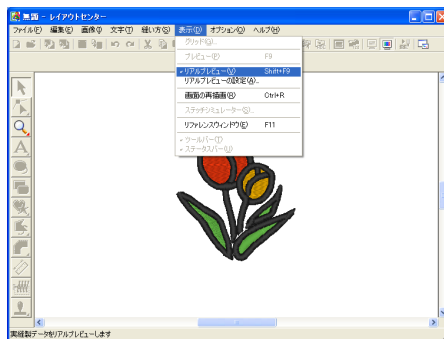 無題 - レイアウトセンター
ファイル(F) 編集(E) 画像(I) 文字(T) 縫い方(S) 表示(D) オプション(O) ヘルプ(H)
グリッド(G)...
プレビュー(P) F9
リアルプレビュー(V) Shift+F9
リアルプレビューの設定(A)...
画面の再描画(R) Ctrl+R
ステッチシミュレーター(S)...
リファレンスウィンドウ(E) F11
ツールバー(T)
ステータスバー(U)
実縫製データをリアルプレビューします